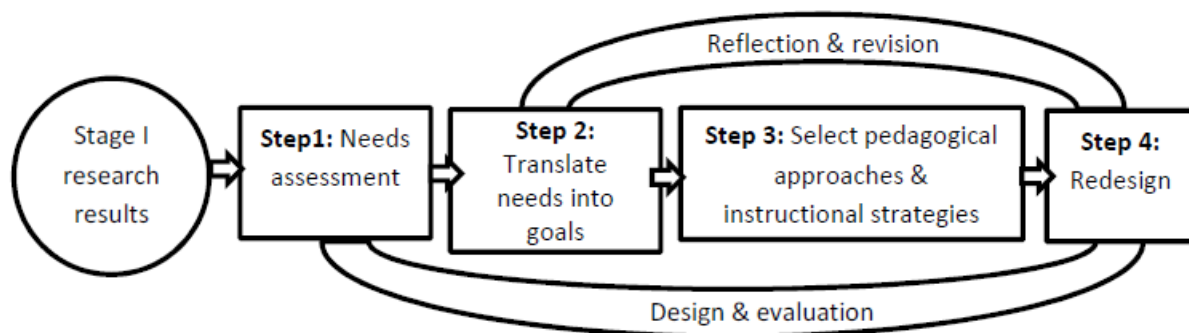 Reflection & revision
Stage I
research
results
Step1: Needs
assessment
Step 2:
Translate
needs into
goals
Step 3: Select pedagogical
approaches &
instructional strategies
Step 4:
Redesign
Design & evaluation